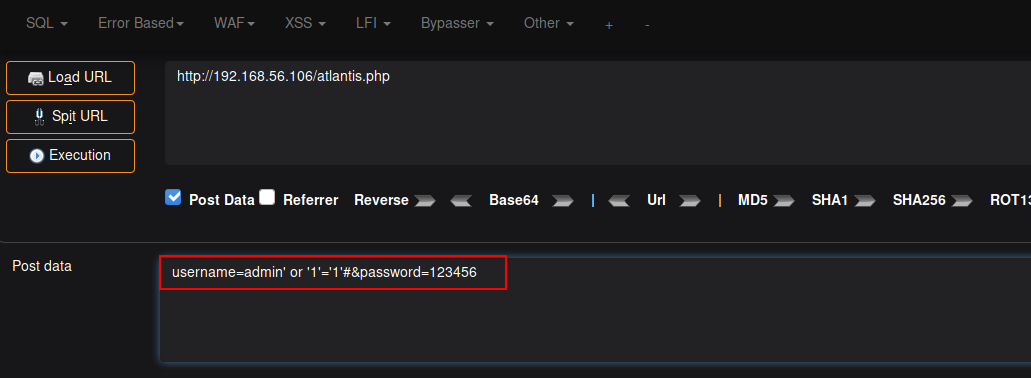 SQL Error Based WAF XSS LFI Bypasser Other + -
Load URL http://192.168.56.106/atlantis.php
Spit URL
Execution
Post Data Referrer Reverse Base64 | Url | MD5 SHA1 SHA256 ROT13
Post data username=admin' or '1'='1'#&password=123456